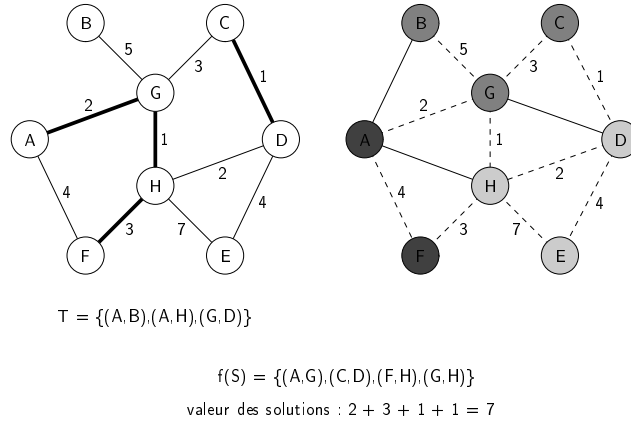 B C B C
5 3 5 3
G 1 G 1
2 2
A 1 D A 1 D
H 2 H 2
4 4 4 4
3 7 3 7
F E F E
T = {(A,B),(A,H),(G,D)}
f(S) = {(A,G),(C,D),(F,H),(G,H)}
valeur des solutions : 2 + 3 + 1 + 1 = 7